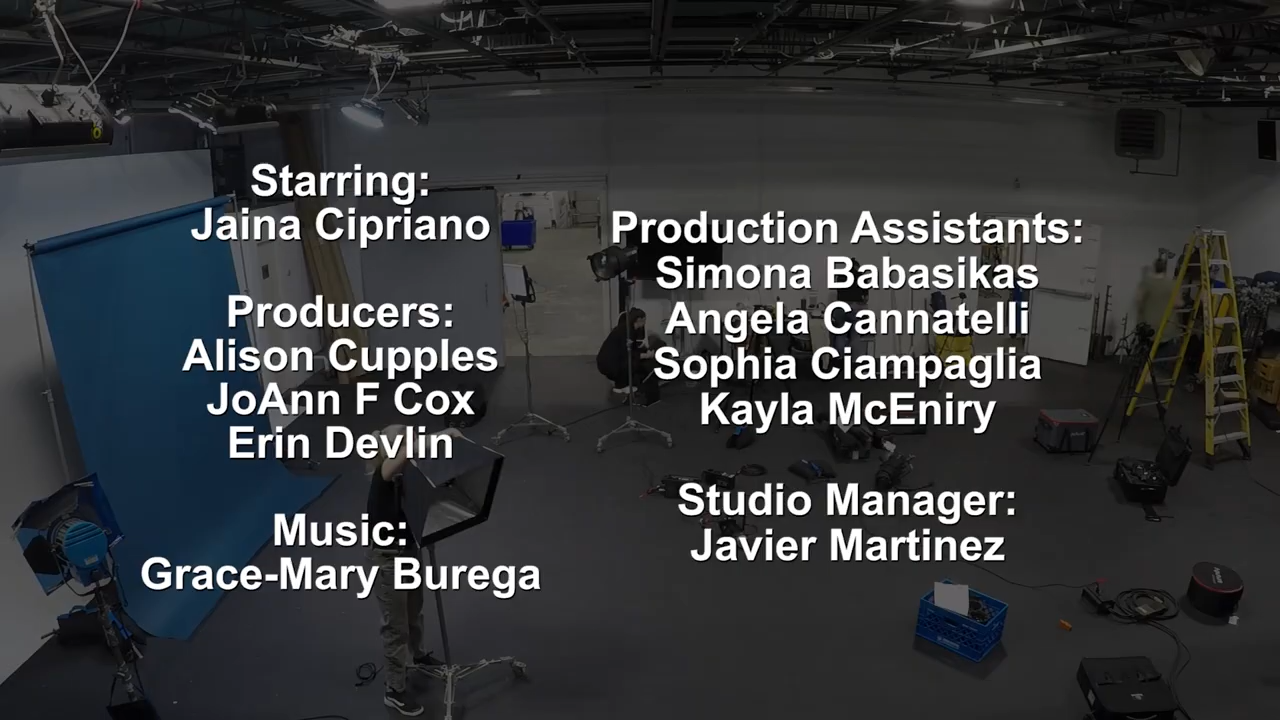 Starring:
Jaina Cipriano
Producers:
Alison Cupples
JoAnn F Cox
Erin Devlin
Music:
Grace-Mary Burega
Production Assistants:
Simona Babasikas
Angela Cannatelli
Sophia Ciampaglia
Kayla McEniry
Studio Manager:
Javier Martinez